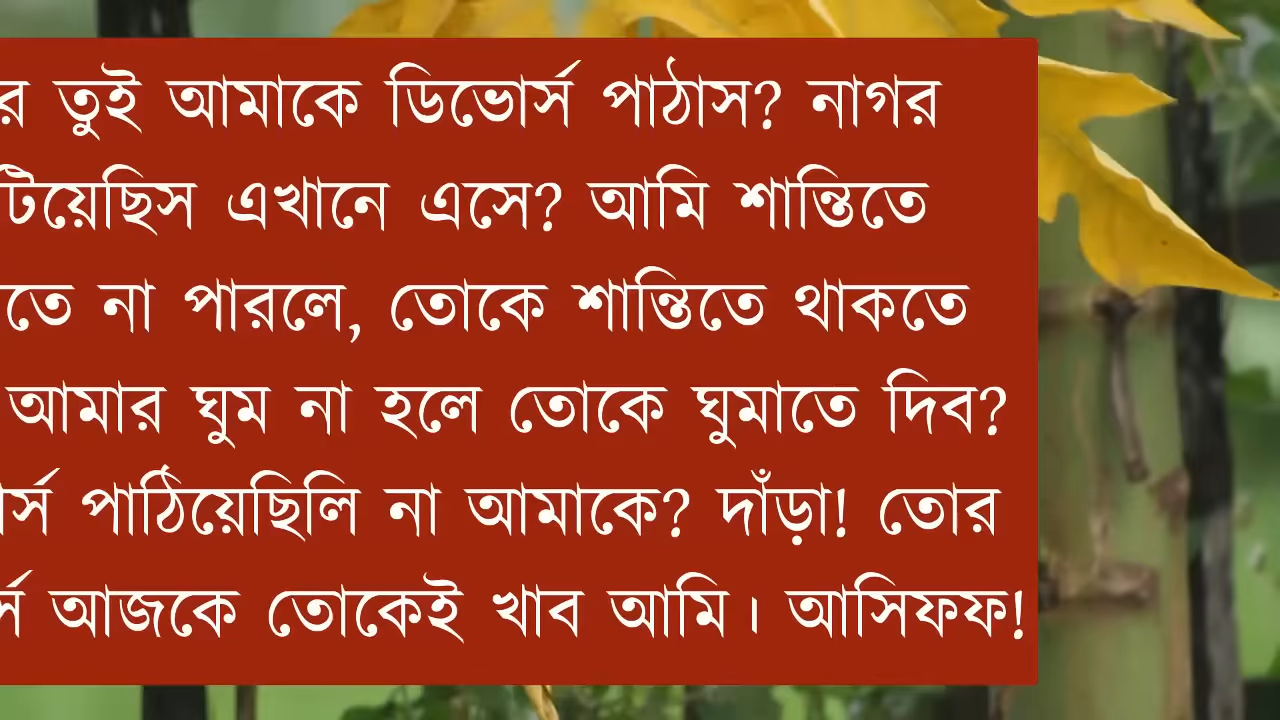 র তুই আমাকে ডিভোর্স পাঠাস? নাগর
টিয়েছিস এখানে এসে? আমি শান্তিতে
তে না পারলে, তোকে শান্তিতে থাকতে
আমার ঘুম না হলে তোকে ঘুমাতে দিব?
র্স পাঠিয়েছিলি না আমাকে? দাঁড়া! তোর
র্স আজকে তোকেই খাব আমি। আসিফফ!